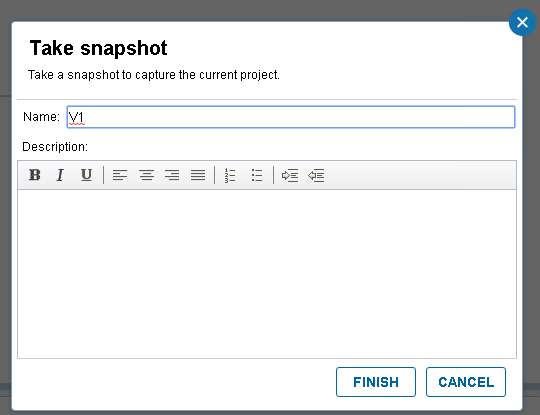 Take snapshot
Take a snapshot to capture the current project.
Name: V1
Description:
B I U
FINISH CANCEL